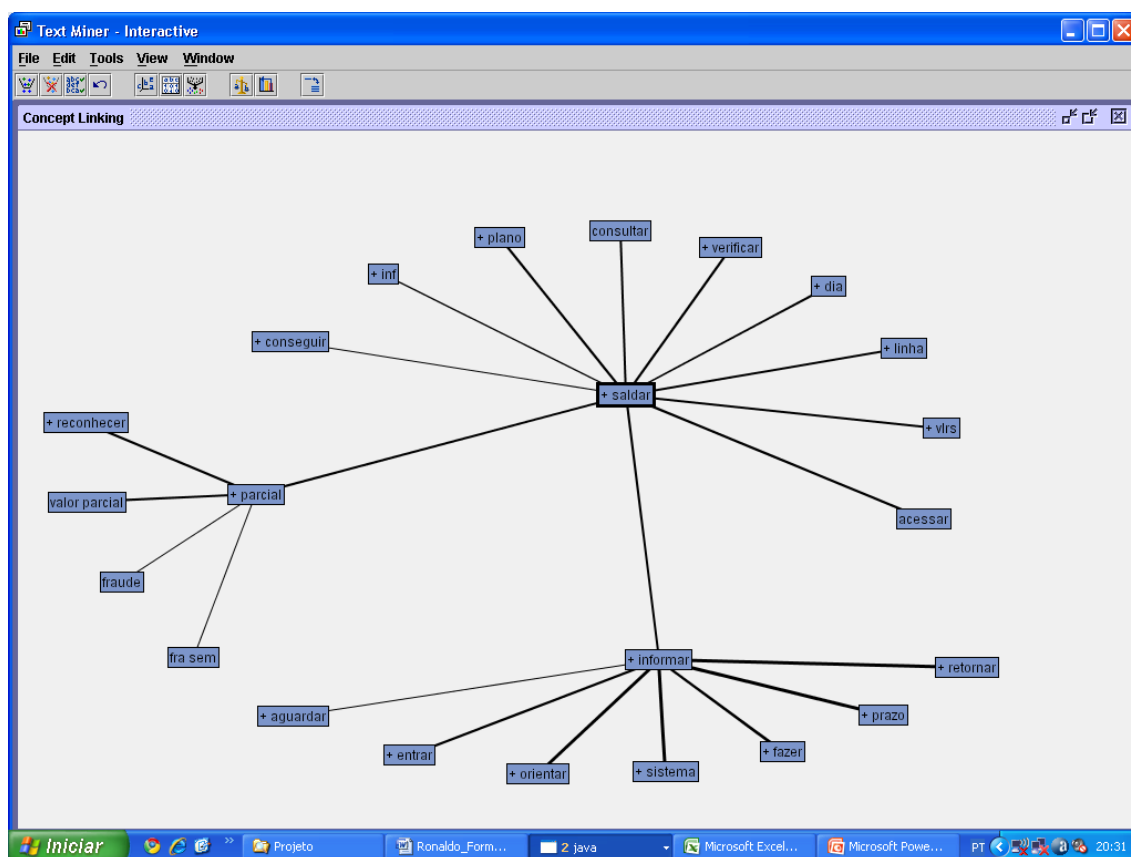 Text Miner - Interactive
File Edit Tools View Window
Concept Linking
+ plano
consultar
+ verificar
+ inf
+ dia
+ conseguir
+ linha
+ saldar
+ reconhecer
+ vlrs
+ parcial
valor parcial
acessar
fraude
fra sem
+ informar
+ retornar
+ aguardar
+ prazo
+ entrar
+ fazer
+ orientar
+ sistema
Iniciar
Projeto
Ronaldo_Form...
2 java
Microsoft Excel...
Microsoft Powe...
PT
20:31